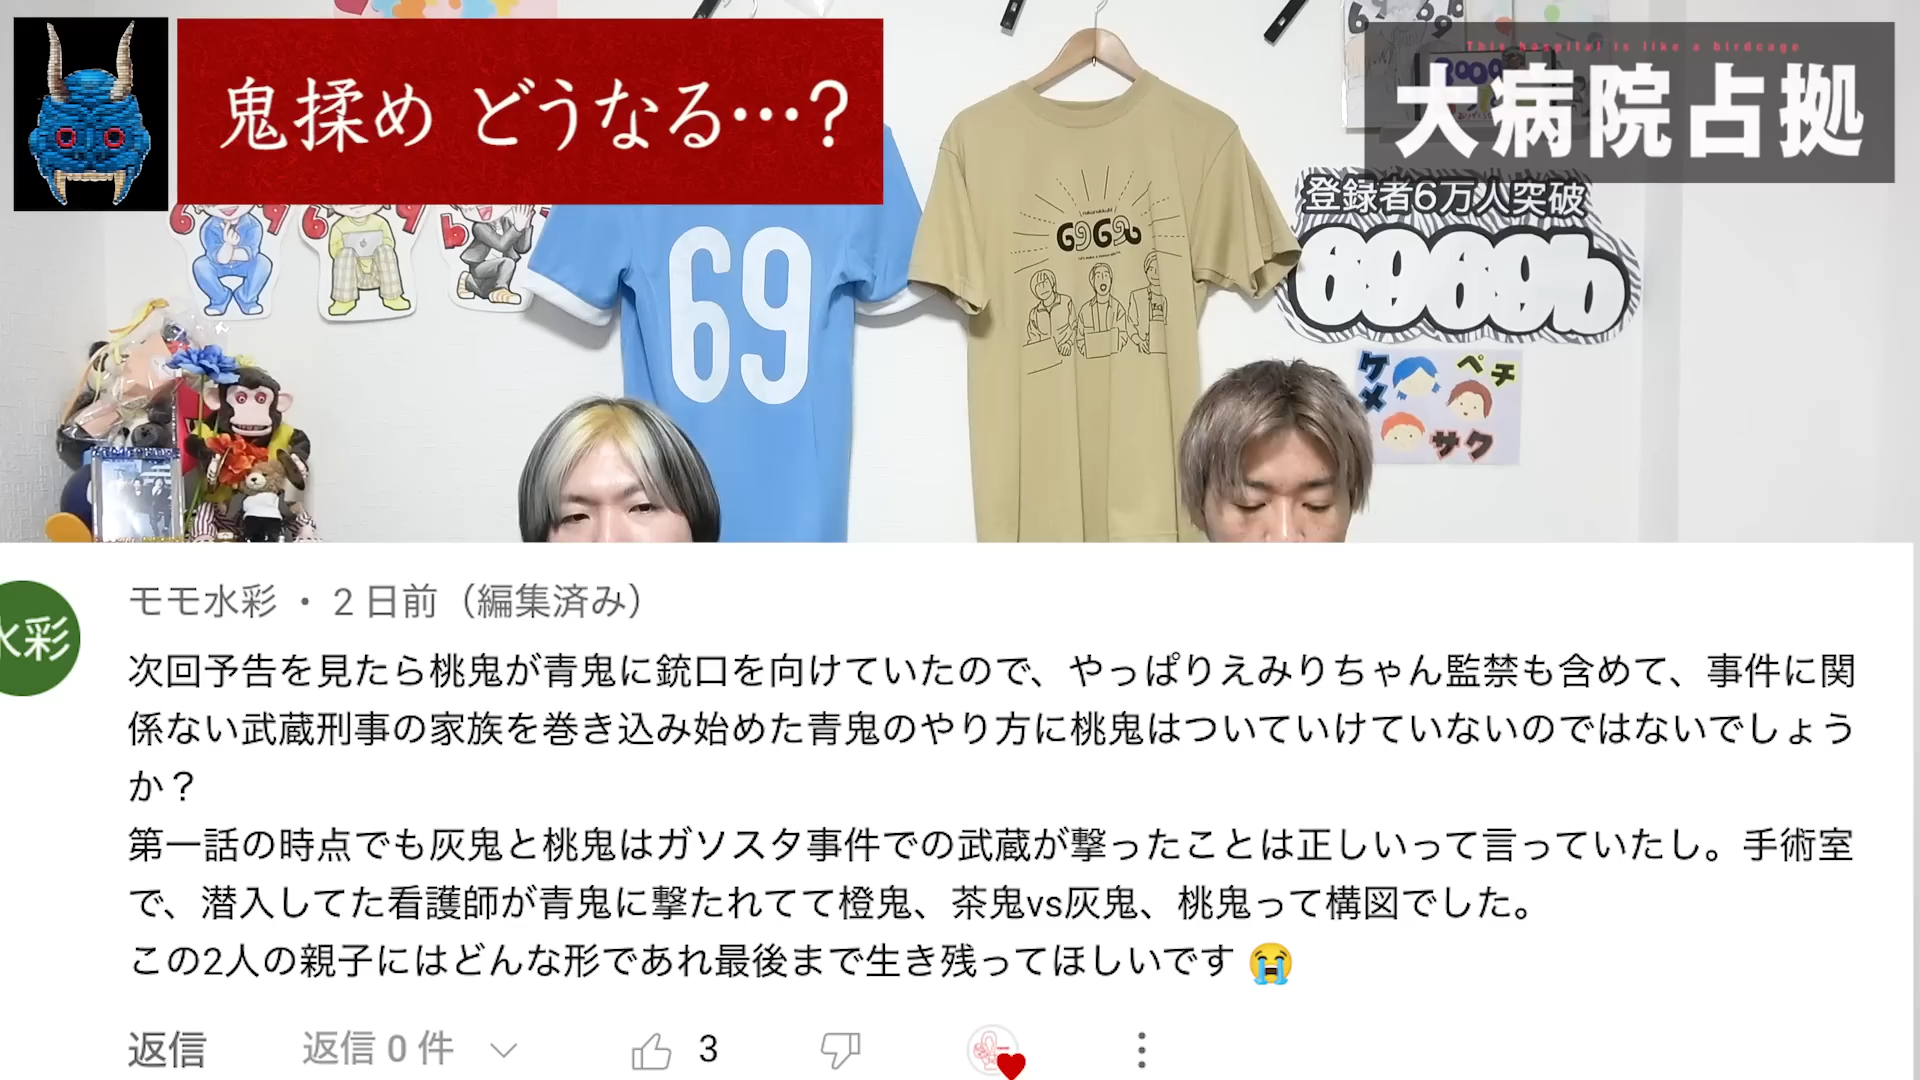 鬼揉め どうなる…？
This hospital is like a birdcage
大病院占拠
登録者6万人突破
6969b
69
6969b
ケメ
ペチ
サク
水彩
モモ水彩 ・ 2 日前（編集済み）
次回予告を見たら桃鬼が青鬼に銃口を向けていたので、やっぱりえみりちゃん監禁も含めて、事件に関
係ない武蔵刑事の家族を巻き込み始めた青鬼のやり方に桃鬼はついていけていないのではないでしょう
か？
第一話の時点でも灰鬼と桃鬼はガソスタ事件での武蔵が撃ったことは正しいって言っていたし。手術室
で、潜入してた看護師が青鬼に撃たれてて橙鬼、茶鬼vs灰鬼、桃鬼って構図でした。
この2人の親子にはどんな形であれ最後まで生き残ってほしいです 😭
返信
返信 0 件
3